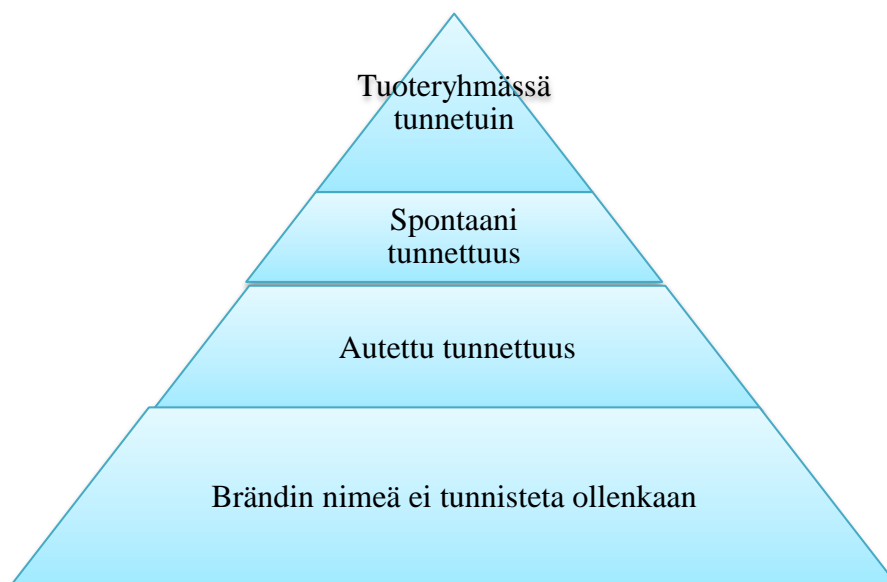 Tuoteryhmässä
tunnetuin
Spontaani
tunnettuus
Autettu tunnettuus
Brändin nimeä ei tunnisteta ollenkaan